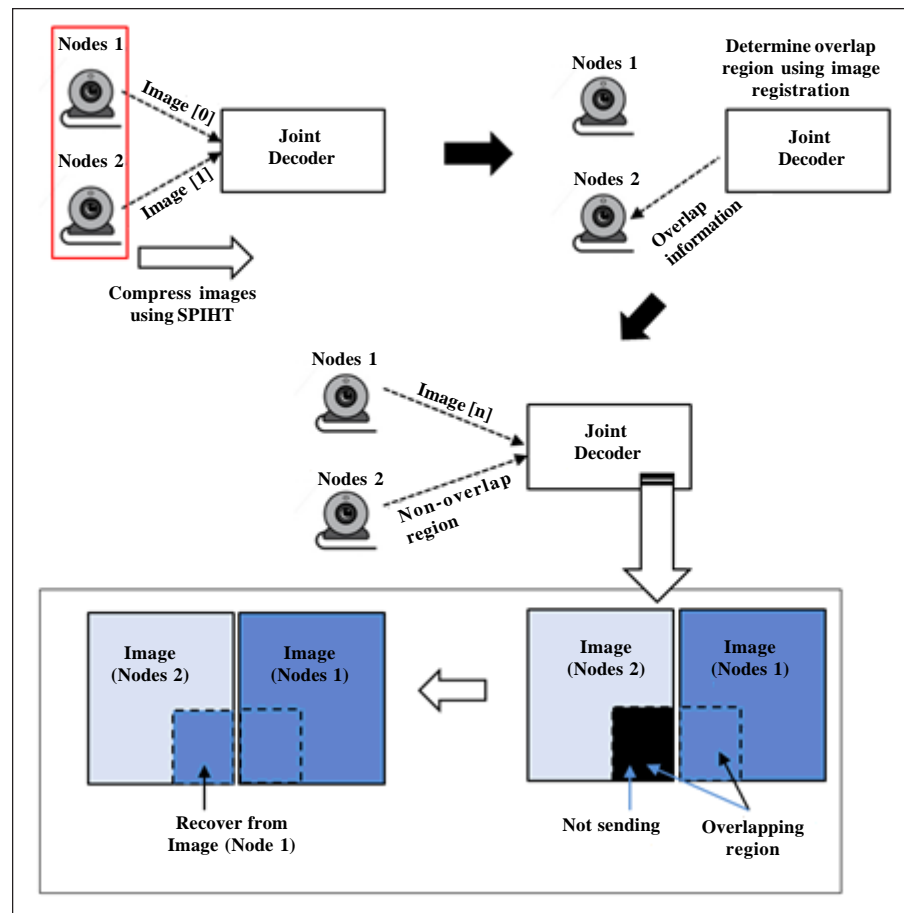 Nodes 1
Image [0]
Joint
Decoder
Nodes 2
Image [1]
Compress images
using SPIHT
Determine overlap
region using image
registration
Nodes 1
Joint
Decoder
Nodes 2
Overlap
information
Nodes 1
Image [n]
Joint
Decoder
Nodes 2
Non-overlap
region
Image
(Nodes 2)
Image
(Nodes 1)
Recover from
Image (Node 1)
Image
(Nodes 2)
Image
(Nodes 1)
Not sending
Overlapping
region